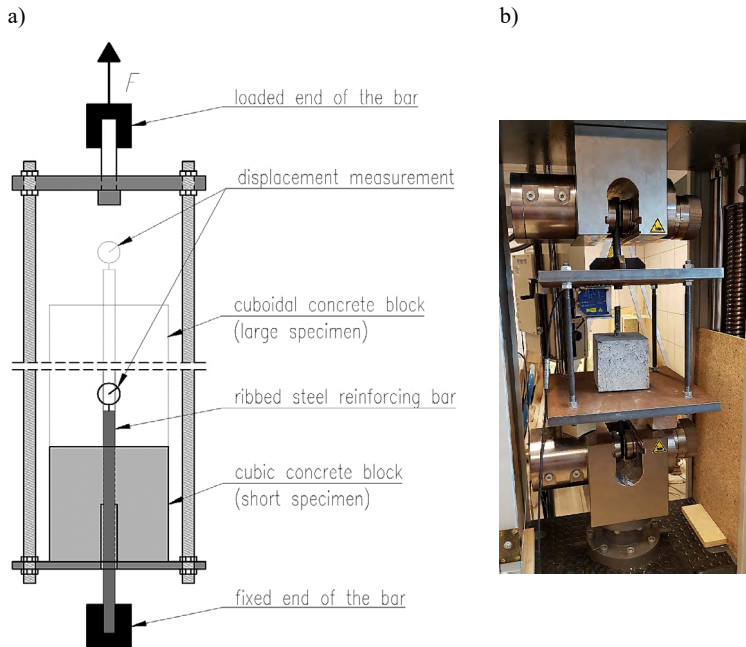 a)
b)
F
loaded end of the bar
displacement measurement
cuboidal concrete block
(large specimen)
ribbed steel reinforcing bar
cubic concrete block
(short specimen)
fixed end of the bar